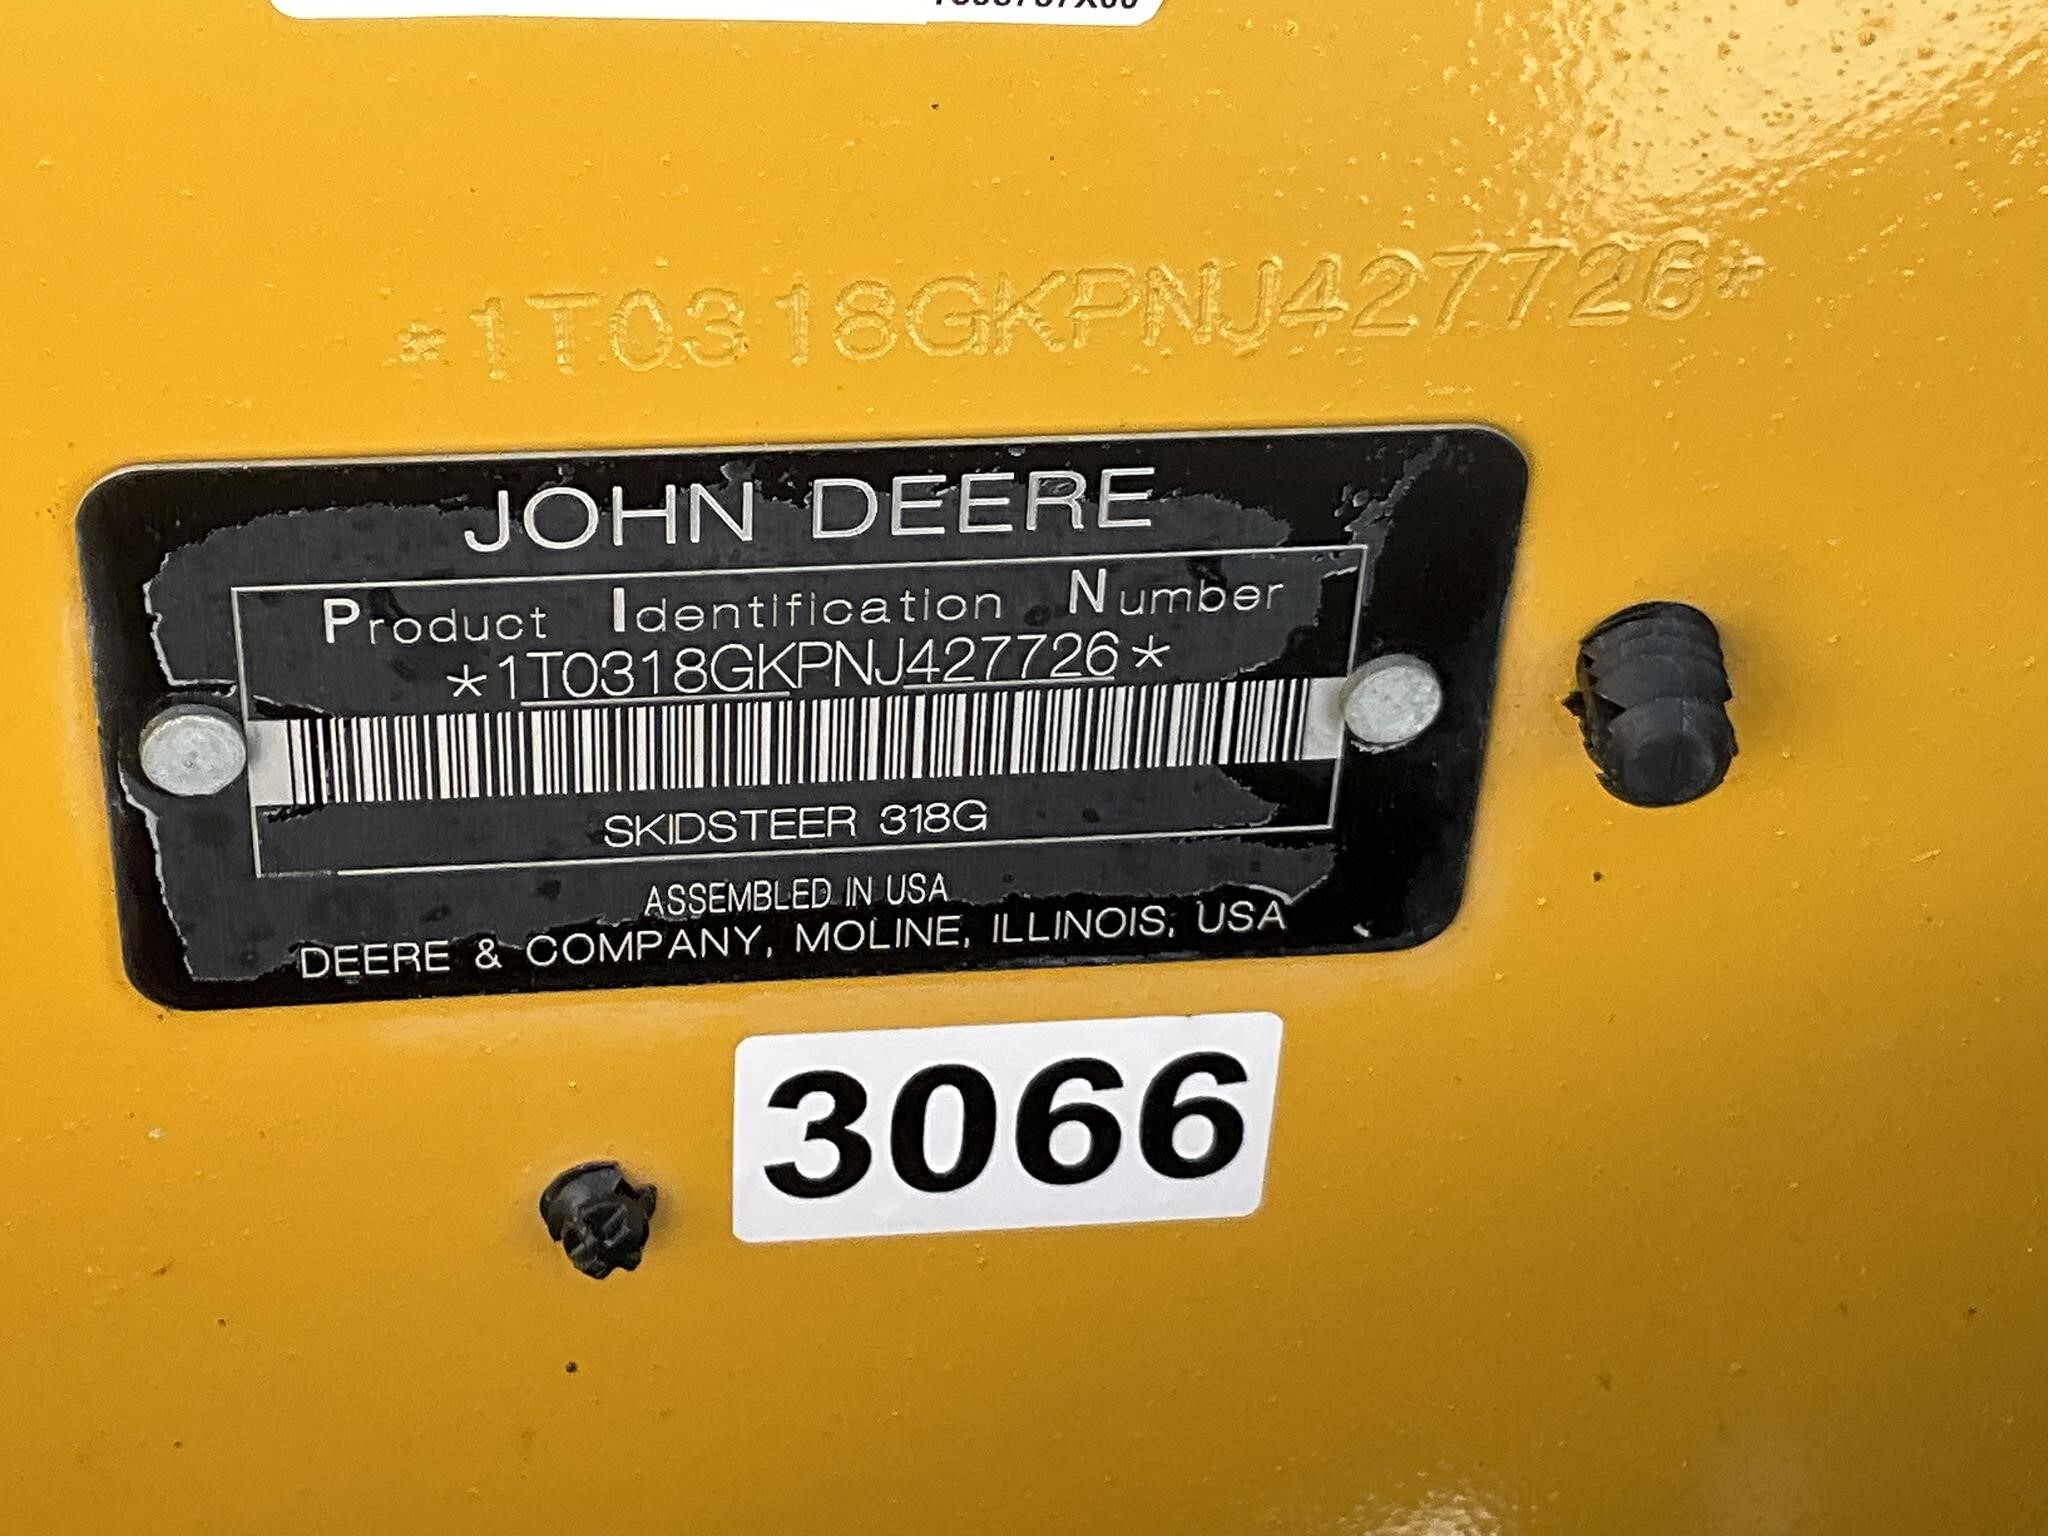 *1T0318GKPNJ427726*
JOHN DEERE
Product Identification Number
*1T0318GKPNJ427726*
SKIDSTEER 318G
ASSEMBLED IN USA
DEERE & COMPANY, MOLINE, ILLINOIS, USA
3066